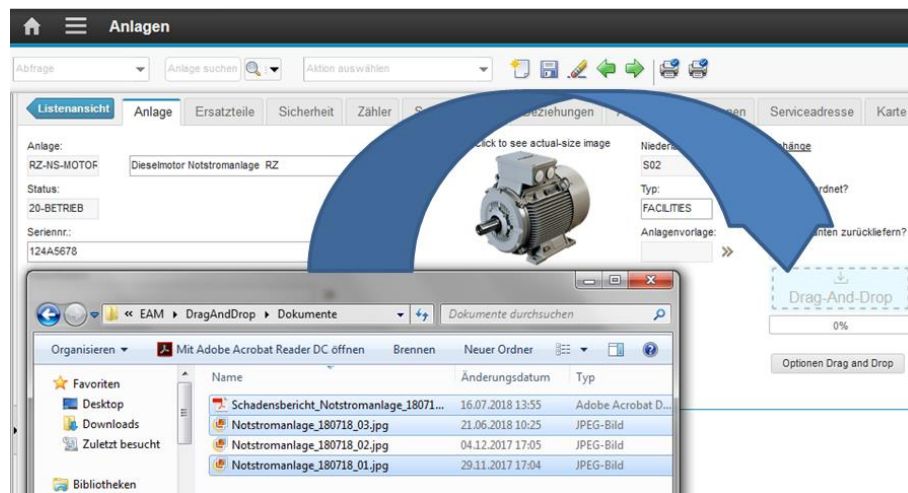 Anlagen
Abfrage Anlage suchen Aktion auswählen
Listenansicht Anlage Ersatzteile Sicherheit Zähler Serviceadresse Karte
Anlage: Click to see actual-size image
RZ-NS-MOTOR Dieselmotor Notstromanlage RZ S02
Status: Typ:
20-BETRIEB FACILITIES
Seriennr.: Anlagenvorlage: zurückliefern?
124A5678
Drag-And-Drop
0%
Optionen Drag and Drop
« EAM DragAndDrop Dokumente Dokumente durchsuchen
Organisieren Mit Adobe Acrobat Reader DC öffnen Brennen Neuer Ordner
Favoriten Name Änderungsdatum Typ
Desktop Schadensbericht_Notstromanlage_18071... 16.07.2018 13:55 Adobe Acrobat D...
Downloads Notstromanlage_180718_03.jpg 21.06.2018 10:25 JPEG-Bild
Zuletzt besucht Notstromanlage_180718_02.jpg 04.12.2017 17:05 JPEG-Bild
Notstromanlage_180718_01.jpg 29.11.2017 17:04 JPEG-Bild
Bibliotheken